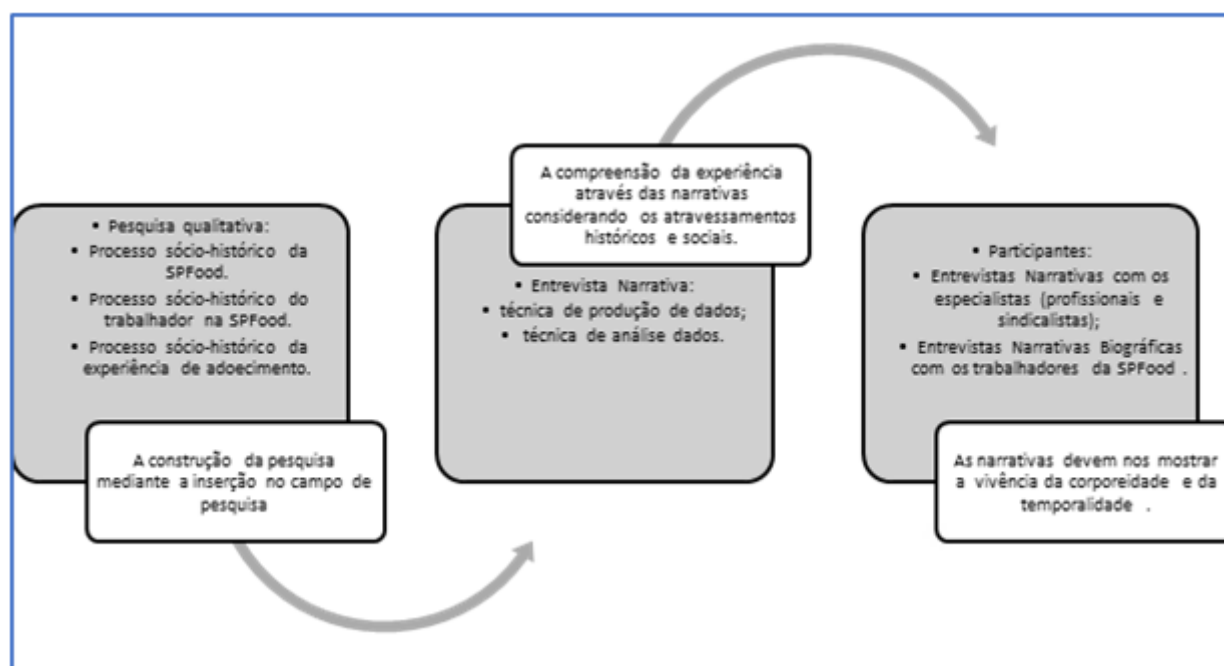 ▪ Pesquisa qualitativa:
▪ Processo sócio-histórico da
SPFood.
▪ Processo sócio-histórico do
trabalhador na SPFood.
▪ Processo sócio-histórico da
experiência de adoecimento.
A construção da pesquisa
mediante a inserção no campo de
pesquisa
A compreensão da experiência
através das narrativas
considerando os atravessamentos
históricos e sociais.
▪ Entrevista Narrativa:
▪ técnica de produção de dados;
▪ técnica de análise dados.
▪ Participantes:
▪ Entrevistas Narrativas com os
especialistas (profissionais e
sindicalistas);
▪ Entrevistas Narrativas Biográficas
com os trabalhadores da SPFood .
As narrativas devem nos mostrar
a vivência da corporeidade e da
temporalidade .